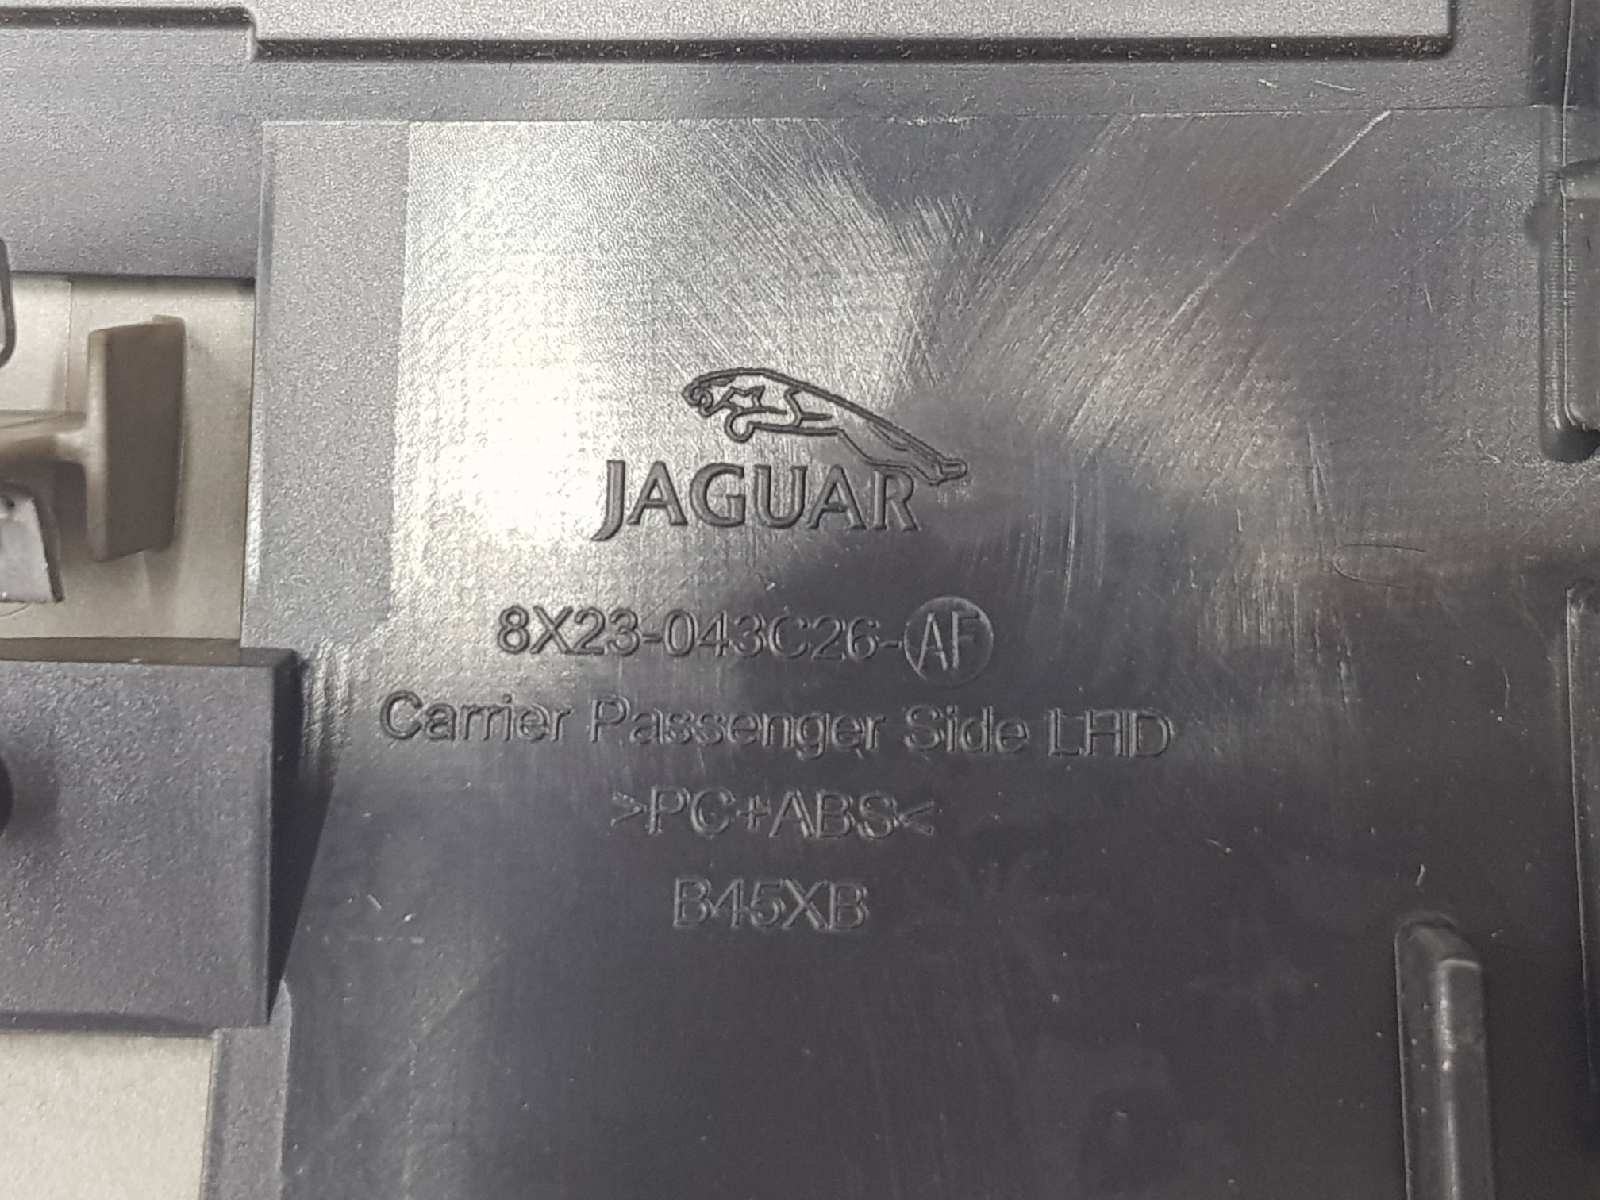 JAGUAR
8X23-043C26-AF
Carrier Passenger Side LHD
>PC+ABS<
B45XB